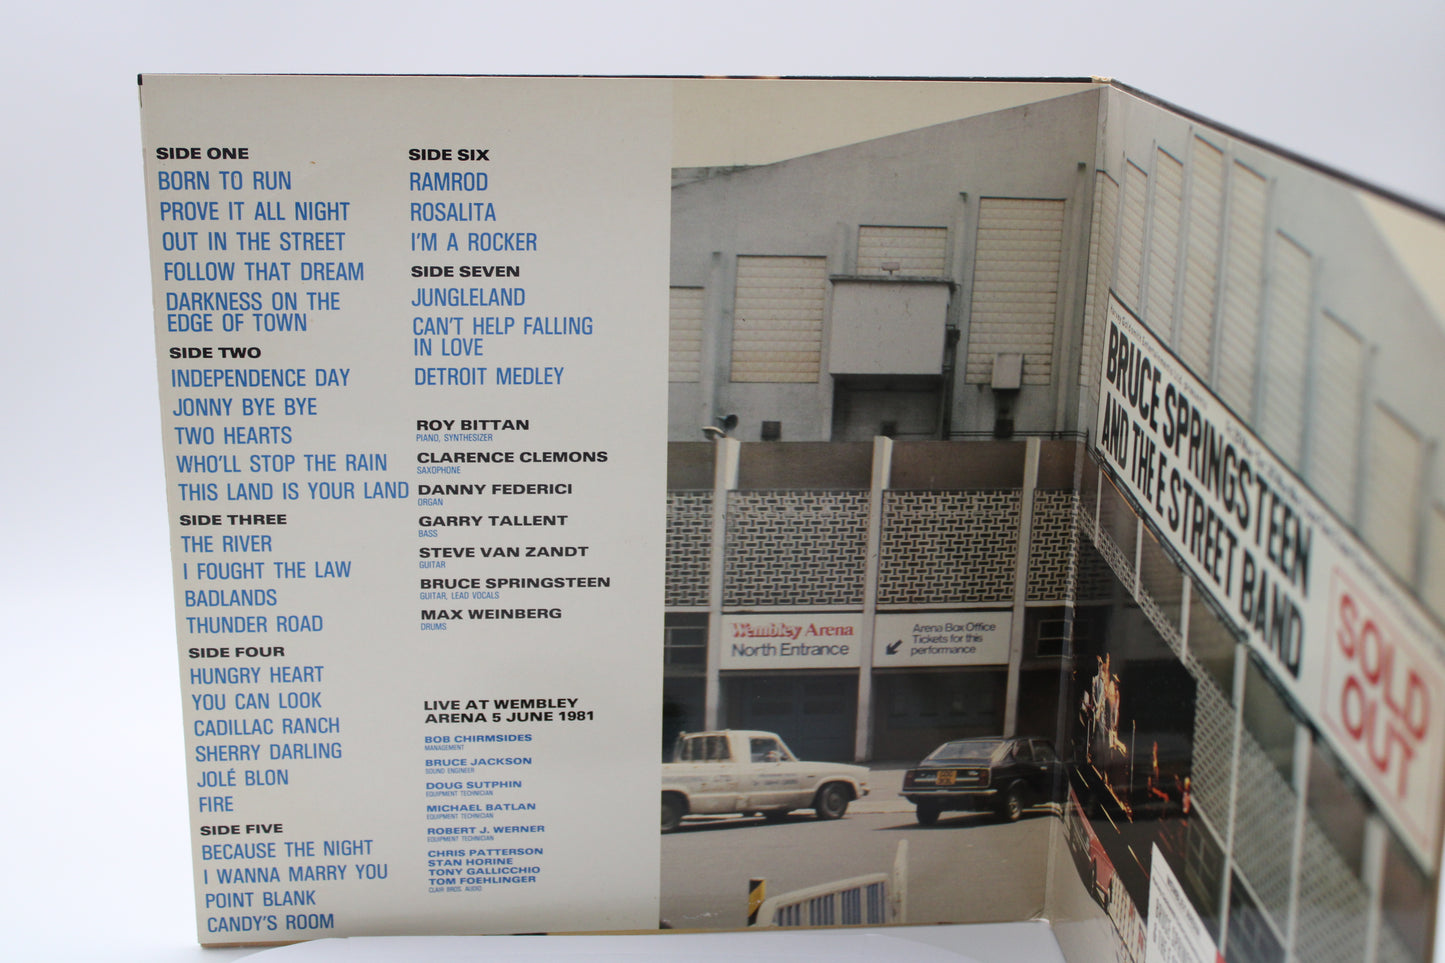 SIDE ONE
BORN TO RUN
PROVE IT ALL NIGHT
OUT IN THE STREET
FOLLOW THAT DREAM
DARKNESS ON THE
EDGE OF TOWN
SIDE TWO
INDEPENDENCE DAY
JONNY BYE BYE
TWO HEARTS
WHO'LL STOP THE RAIN
THIS LAND IS YOUR LAND
SIDE THREE
THE RIVER
I FOUGHT THE LAW
BADLANDS
THUNDER ROAD
SIDE FOUR
HUNGRY HEART
YOU CAN LOOK
CADILLAC RANCH
SHERRY DARLING
JOLÉ BLON
FIRE
SIDE FIVE
BECAUSE THE NIGHT
I WANNA MARRY YOU
POINT BLANK
CANDY'S ROOM
SIDE SIX
RAMROD
ROSALITA
I'M A ROCKER
SIDE SEVEN
JUNGLELAND
CAN'T HELP FALLING
IN LOVE
DETROIT MEDLEY
ROY BITTAN
PIANO, SYNTHESIZER
CLARENCE CLEMONS
SAXOPHONE
DANNY FEDERICI
ORGAN
GARRY TALLENT
BASS
STEVE VAN ZANDT
GUITAR
BRUCE SPRINGSTEEN
GUITAR, LEAD VOCALS
MAX WEINBERG
DRUMS
LIVE AT WEMBLEY
ARENA 5 JUNE 1981
BOB CHIRMSIDES
MANAGEMENT
BRUCE JACKSON
SOUND ENGINEER
DOUG SUTPHIN
EQUIPMENT TECHNICIAN
MICHAEL BATLAN
EQUIPMENT TECHNICIAN
ROBERT J. WERNER
EQUIPMENT TECHNICIAN
CHRIS PATTERSON
STAN HORINE
TONY GALLICCHIO
TOM FOEHLINGER
CLAIR BROS. AUDIO
Wembley Arena
North Entrance
Arena Box Office
Tickets for this
performance
Harvey Goldsmith Entertainments Ltd. presents
BRUCE SPRINGSTEEN
AND THE E STREET BAND
SOLD
OUT